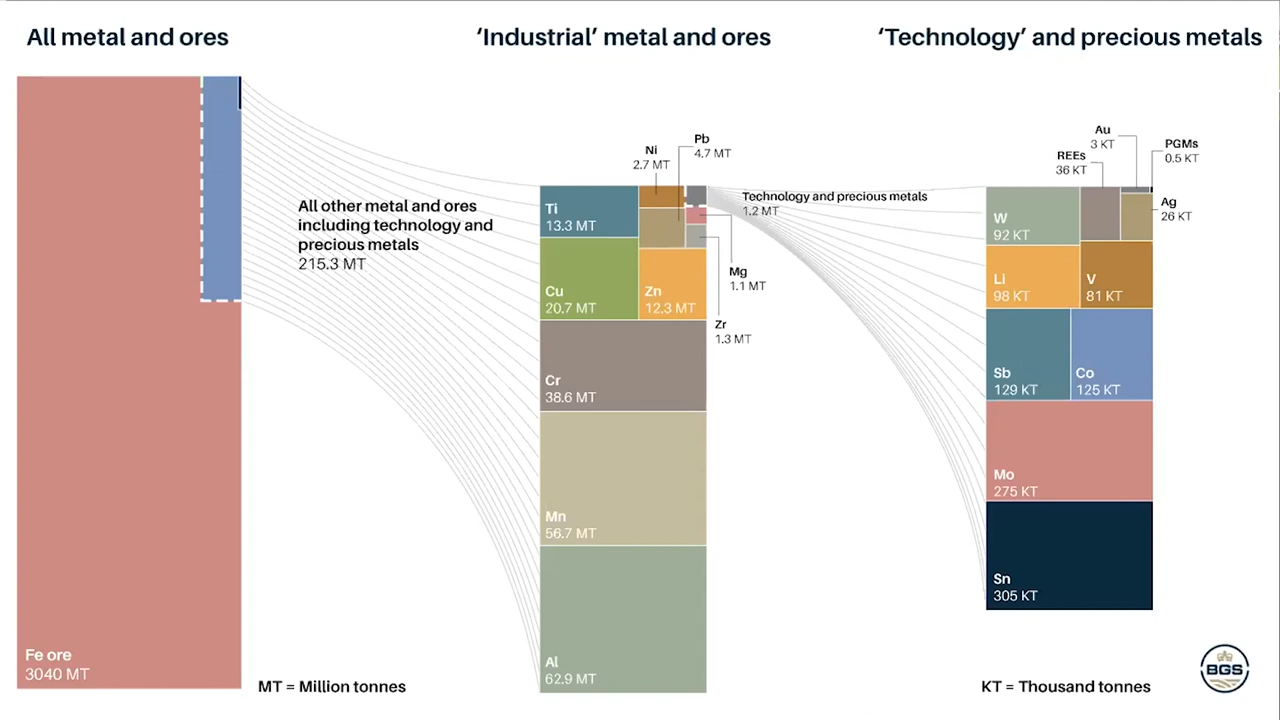 All metal and ores
Fe ore
3040 MT
All other metal and ores
including technology and
precious metals
215.3 MT
MT = Million tonnes
‘Industrial’ metal and ores
Ni
2.7 MT
Pb
4.7 MT
Ti
13.3 MT
Cu
20.7 MT
Zn
12.3 MT
Mg
1.1 MT
Zr
1.3 MT
Cr
38.6 MT
Mn
56.7 MT
Al
62.9 MT
Technology and precious metals
1.2 MT
‘Technology’ and precious metals
Au
3 KT
REEs
36 KT
PGMs
0.5 KT
Ag
26 KT
W
92 KT
Li
98 KT
V
81 KT
Sb
129 KT
Co
125 KT
Mo
275 KT
Sn
305 KT
KT = Thousand tonnes
BGS